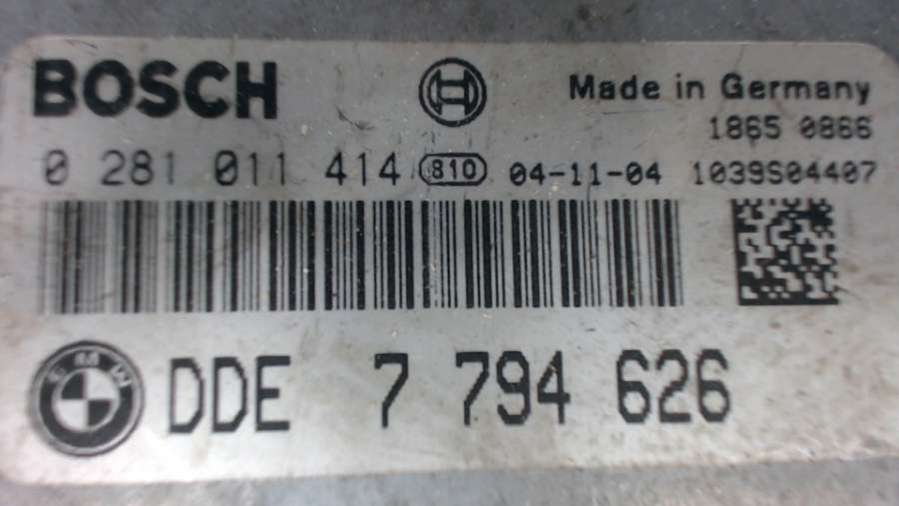 BOSCH
Made in Germany
1865 0866
0 281 011 414 810 04-11-04 1039S04407
BMW DDE 7 794 626